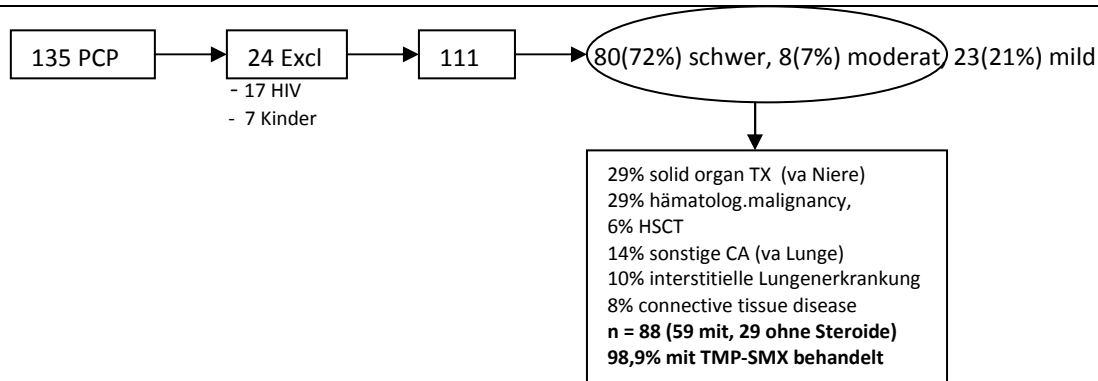 135 PCP
24 Excl
111
80(72%) schwer, 8(7%) moderat, 23(21%) mild
- 17 HIV
- 7 Kinder
29% solid organ TX (va Niere)
29% hämatolog.malignancy,
6% HSCT
14% sonstige CA (va Lunge)
10% interstitielle Lungenerkrankung
8% connective tissue disease
n = 88 (59 mit, 29 ohne Steroide)
98,9% mit TMP-SMX behandelt